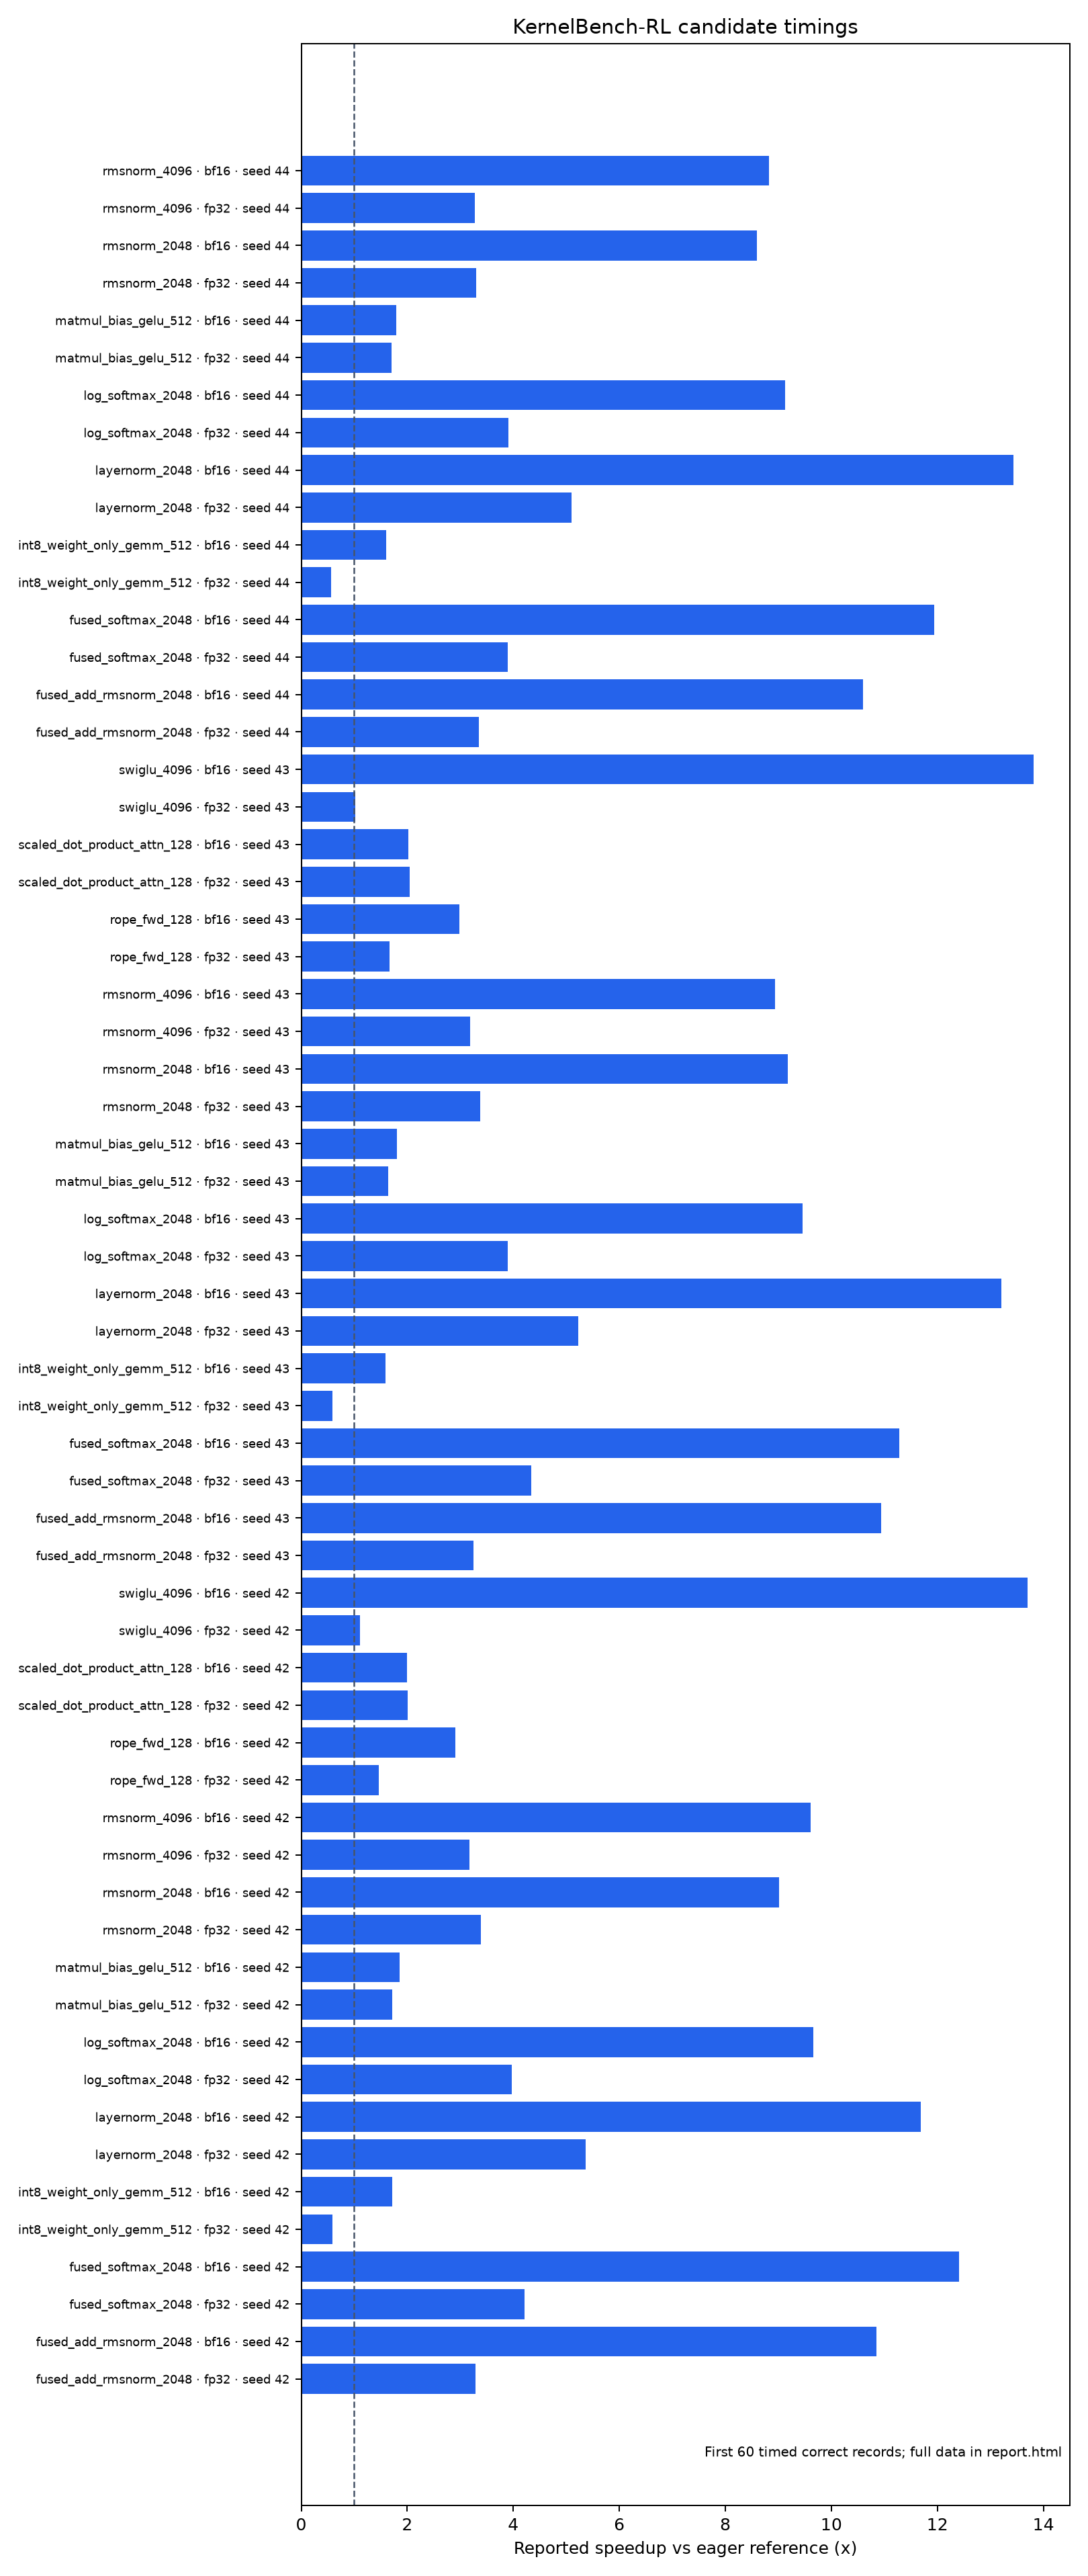 KernelBench-RL candidate timings
rmsnorm_4096 · bf16 · seed 44
rmsnorm_4096 · fp32 · seed 44
rmsnorm_2048 · bf16 · seed 44
rmsnorm_2048 · fp32 · seed 44
matmul_bias_gelu_512 · bf16 · seed 44
matmul_bias_gelu_512 · fp32 · seed 44
log_softmax_2048 · bf16 · seed 44
log_softmax_2048 · fp32 · seed 44
layernorm_2048 · bf16 · seed 44
layernorm_2048 · fp32 · seed 44
int8_weight_only_gemm_512 · bf16 · seed 44
int8_weight_only_gemm_512 · fp32 · seed 44
fused_softmax_2048 · bf16 · seed 44
fused_softmax_2048 · fp32 · seed 44
fused_add_rmsnorm_2048 · bf16 · seed 44
fused_add_rmsnorm_2048 · fp32 · seed 44
swiglu_4096 · bf16 · seed 43
swiglu_4096 · fp32 · seed 43
scaled_dot_product_attn_128 · bf16 · seed 43
scaled_dot_product_attn_128 · fp32 · seed 43
rope_fwd_128 · bf16 · seed 43
rope_fwd_128 · fp32 · seed 43
rmsnorm_4096 · bf16 · seed 43
rmsnorm_4096 · fp32 · seed 43
rmsnorm_2048 · bf16 · seed 43
rmsnorm_2048 · fp32 · seed 43
matmul_bias_gelu_512 · bf16 · seed 43
matmul_bias_gelu_512 · fp32 · seed 43
log_softmax_2048 · bf16 · seed 43
log_softmax_2048 · fp32 · seed 43
layernorm_2048 · bf16 · seed 43
layernorm_2048 · fp32 · seed 43
int8_weight_only_gemm_512 · bf16 · seed 43
int8_weight_only_gemm_512 · fp32 · seed 43
fused_softmax_2048 · bf16 · seed 43
fused_softmax_2048 · fp32 · seed 43
fused_add_rmsnorm_2048 · bf16 · seed 43
fused_add_rmsnorm_2048 · fp32 · seed 43
swiglu_4096 · bf16 · seed 42
swiglu_4096 · fp32 · seed 42
scaled_dot_product_attn_128 · bf16 · seed 42
scaled_dot_product_attn_128 · fp32 · seed 42
rope_fwd_128 · bf16 · seed 42
rope_fwd_128 · fp32 · seed 42
rmsnorm_4096 · bf16 · seed 42
rmsnorm_4096 · fp32 · seed 42
rmsnorm_2048 · bf16 · seed 42
rmsnorm_2048 · fp32 · seed 42
matmul_bias_gelu_512 · bf16 · seed 42
matmul_bias_gelu_512 · fp32 · seed 42
log_softmax_2048 · bf16 · seed 42
log_softmax_2048 · fp32 · seed 42
layernorm_2048 · bf16 · seed 42
layernorm_2048 · fp32 · seed 42
int8_weight_only_gemm_512 · bf16 · seed 42
int8_weight_only_gemm_512 · fp32 · seed 42
fused_softmax_2048 · bf16 · seed 42
fused_softmax_2048 · fp32 · seed 42
fused_add_rmsnorm_2048 · bf16 · seed 42
fused_add_rmsnorm_2048 · fp32 · seed 42
First 60 timed correct records; full data in report.html
0 2 4 6 8 10 12 14
Reported speedup vs eager reference (x)